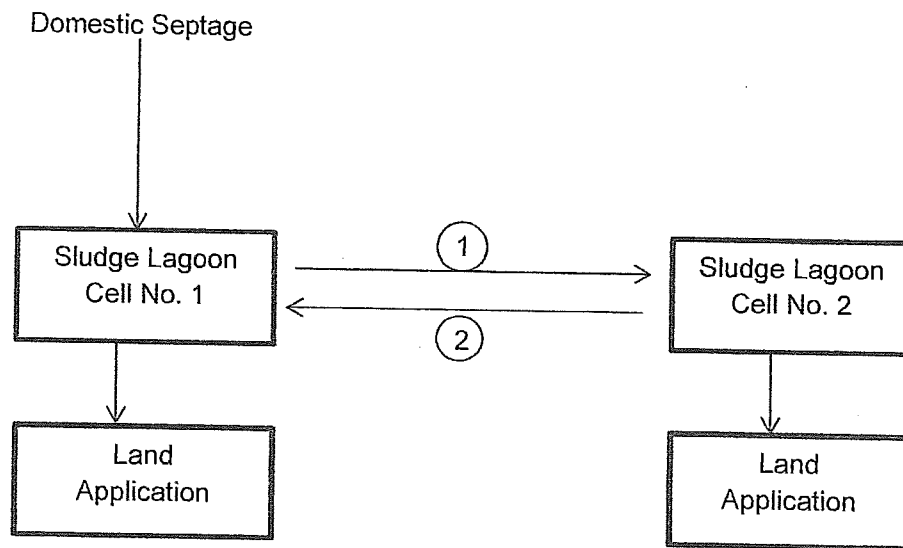 Domestic Septage
Sludge Lagoon
Cell No. 1
1
2
Sludge Lagoon
Cell No. 2
Land
Application
Land
Application